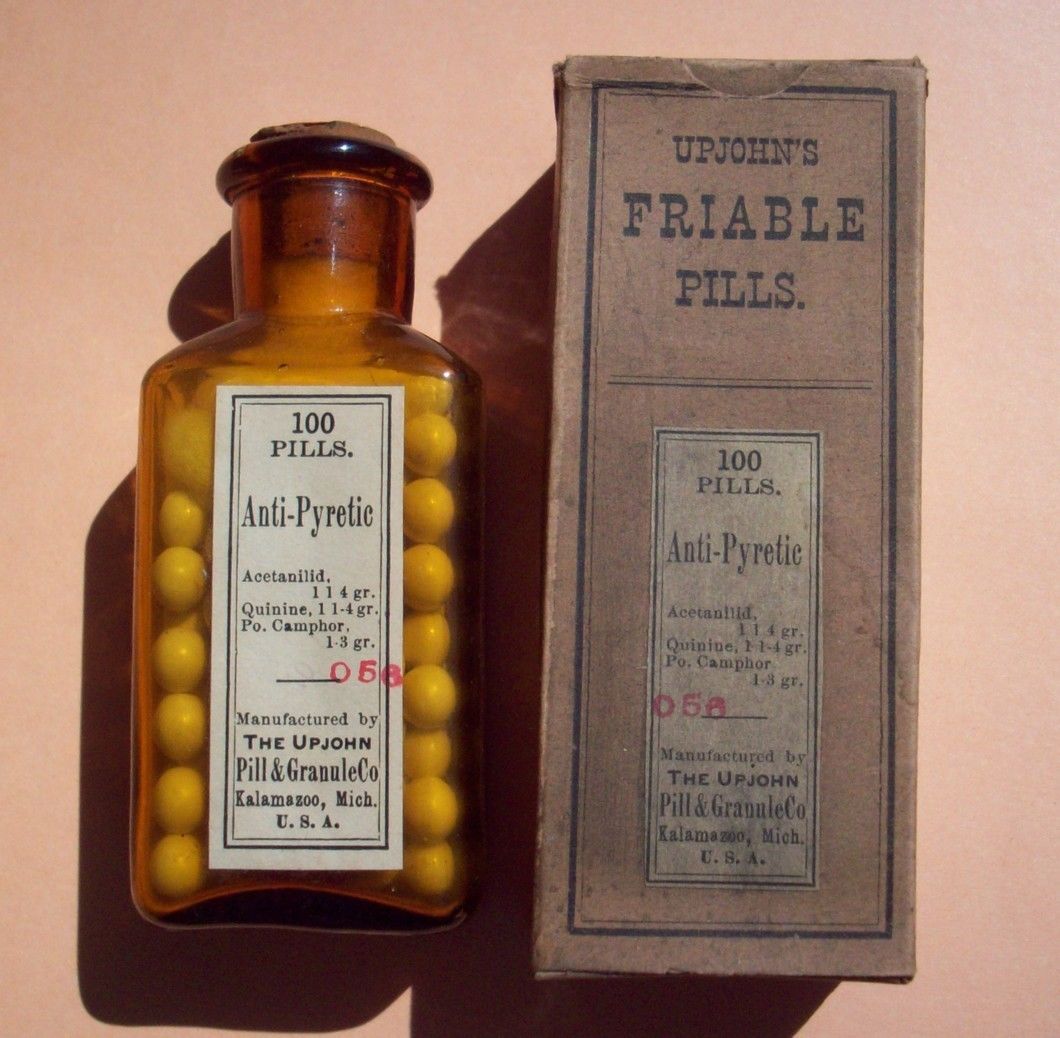 100
PILLS.
Anti-Pyretic
Acetanilid,
1 1 4 gr.
Quinine, 1 1-4 gr.
Po. Camphor,
1-3 gr.
056
Manufactured by
THE UPJOHN
Pill & Granule Co
Kalamazoo, Mich.
U. S. A.
UPJOHN'S
FRIABLE
PILLS.
100
PILLS.
Anti-Pyretic
Acetanilid,
1 1 4 gr.
Quinine, 1 1-4 gr.
Po. Camphor
1-3 gr.
056
Manufactured by
THE UPJOHN
Pill & Granule Co
Kalamazoo, Mich.
U. S. A.